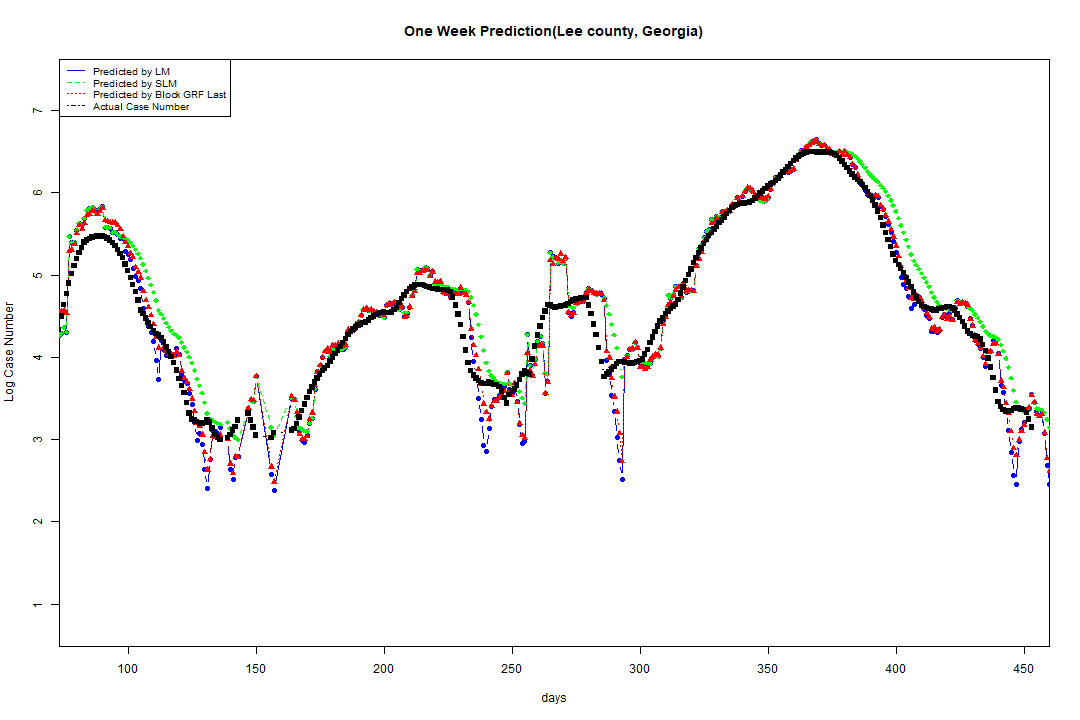 One Week Prediction(Lee county, Georgia)
Predicted by LM
Predicted by SLM
Predicted by Block GRF Last
Actual Case Number
Log Case Number
7
6
5
4
3
2
1
100 150 200 250 300 350 400 450
days